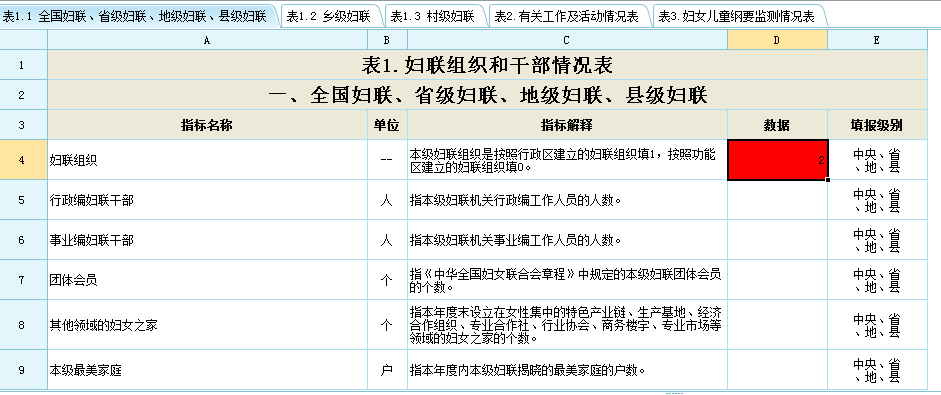 表1.1 全国妇联、省级妇联、地级妇联、县级妇联 表1.2 乡级妇联 表1.3 村级妇联 表2.有关工作及活动情况表 表3.妇女儿童纲要监测情况表
A B C D E
1 表1.妇联组织和干部情况表
2 一、全国妇联、省级妇联、地级妇联、县级妇联
3 指标名称 单位 指标解释 数据 填报级别
4 妇联组织 -- 本级妇联组织是按照行政区建立的妇联组织填1，按照功能 2 中央、省
区建立的妇联组织填0。 、地、县
5 行政编妇联干部 人 指本级妇联机关行政编工作人员的人数。 中央、省
、地、县
6 事业编妇联干部 人 指本级妇联机关事业编工作人员的人数。 中央、省
、地、县
7 团体会员 个 指《中华全国妇女联合会章程》中规定的本级妇联团体会员 中央、省
的个数。 、地、县
指本年度末设立在女性集中的特色产业链、生产基地、经济
8 其他领域的妇女之家 个 合作组织、专业合作社、行业协会、商务楼宇、专业市场等 中央、省
领域的妇女之家的个数。 、地、县
9 本级最美家庭 户 指本年度内本级妇联揭晓的最美家庭的户数。 中央、省
、地、县